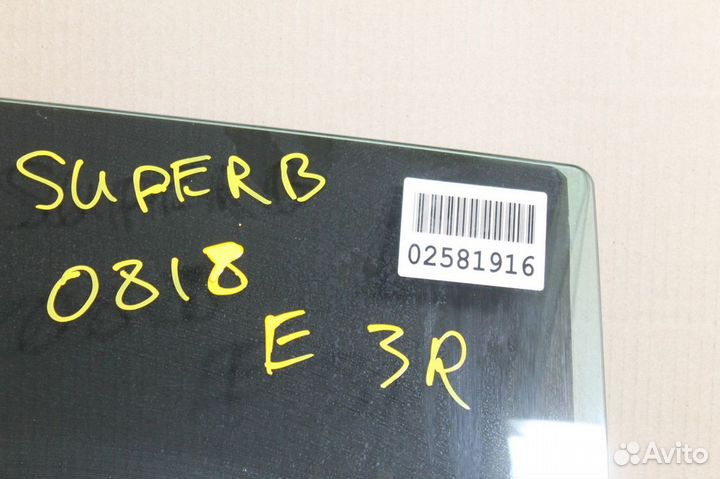 SUPERB
02581916
0818
E 3R
Avito